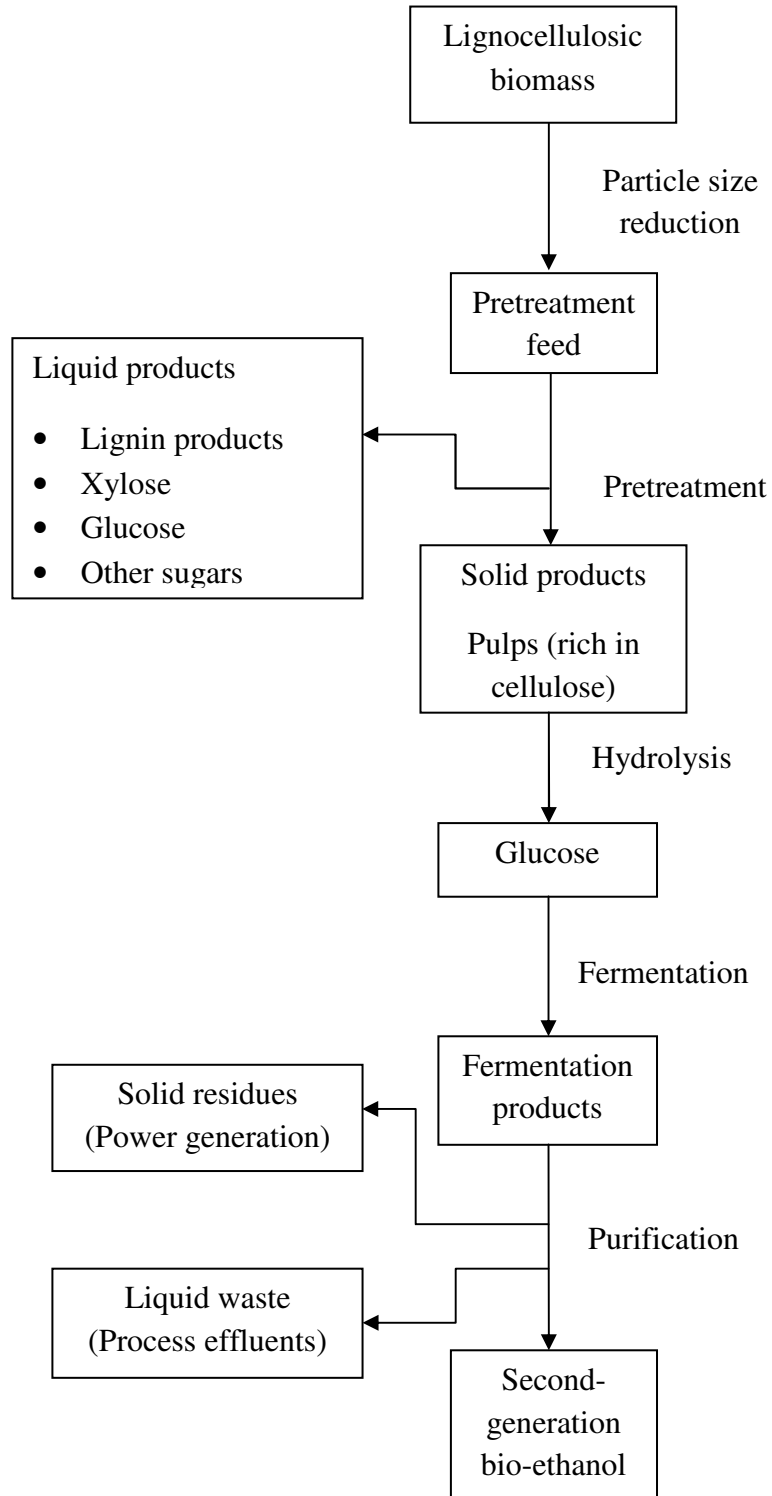 Lignocellulosic
biomass
Particle size
reduction
Pretreatment
feed
Liquid products
• Lignin products
• Xylose
• Glucose
• Other sugars
Pretreatment
Solid products
Pulps (rich in
cellulose)
Hydrolysis
Glucose
Fermentation
Fermentation
products
Solid residues
(Power generation)
Purification
Liquid waste
(Process effluents)
Second-
generation
bio-ethanol